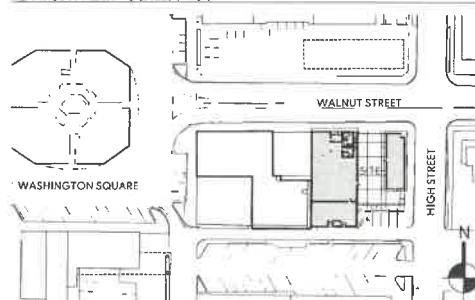 WALNUT STREET
WASHINGTON SQUARE
SITE
HIGH STREET
N